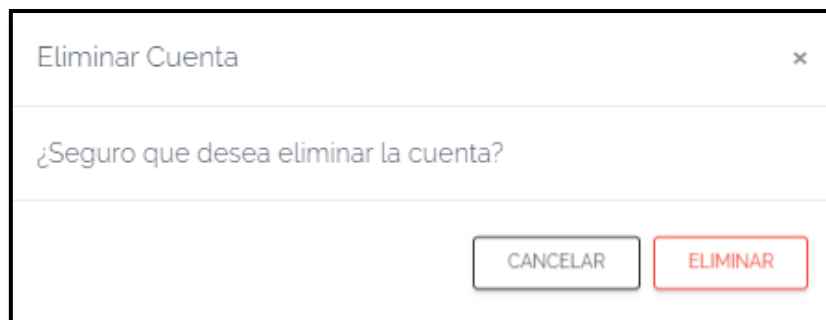 Eliminar Cuenta ×
¿Seguro que desea eliminar la cuenta?
CANCELAR ELIMINAR